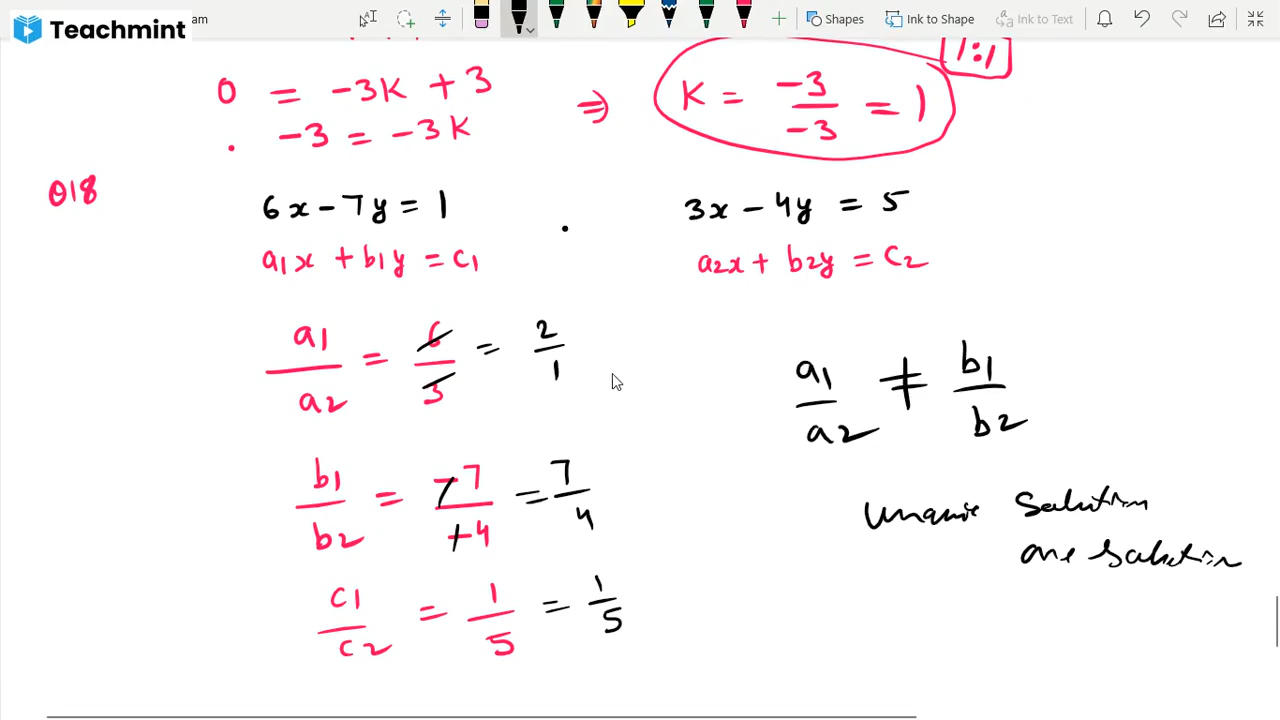 am
Shapes
Ink to Shape
Ink to Text
Teachmint
1:1
0 = -3K + 3
⇒ K = -3/-3 = 1
-3 = -3K
Q18
6x - 7y = 1
3x - 4y = 5
a1x + b1y = c1
a2x + b2y = c2
a1/a2 = 6/3 = 2/1
a1/a2 ≠ b1/b2
b1/b2 = -7/-4 = 7/4
solution
one solution
c1/c2 = 1/5 = 1/5